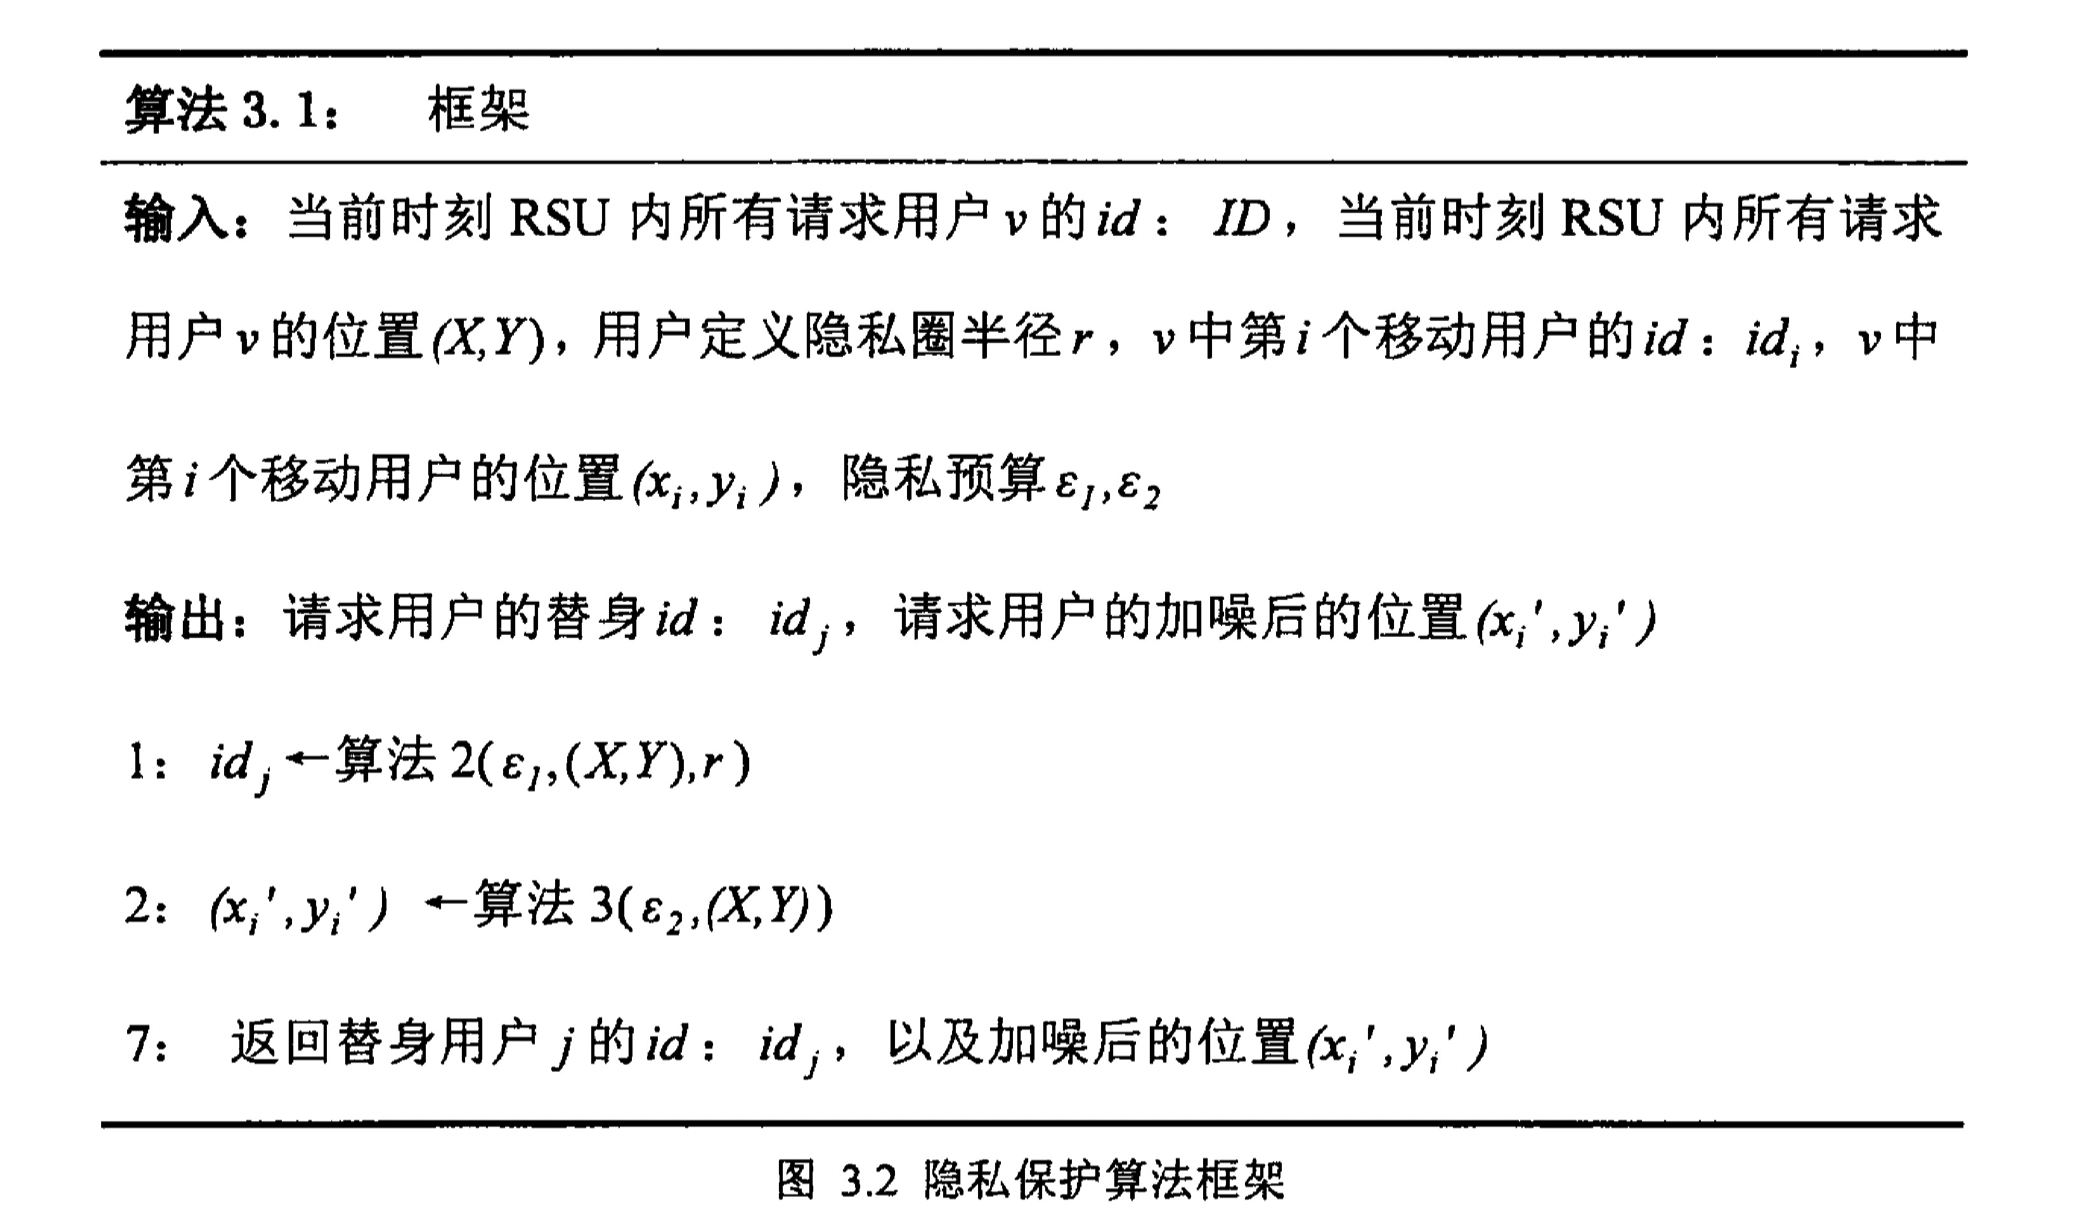 算法 3. 1： 框架
输入：当前时刻 RSU 内所有请求用户 v 的 id： ID，当前时刻 RSU 内所有请求
用户 v 的位置(X,Y)，用户定义隐私圈半径 r，v 中第 i 个移动用户的 id：id_i，v 中
第 i 个移动用户的位置(x_i, y_i )，隐私预算 ε_1,ε_2
输出：请求用户的替身 id： id_j，请求用户的加噪后的位置(x_i', y_i' )
1： id_j ←算法 2( ε_1,(X,Y),r )
2： (x_i', y_i' ) ←算法 3( ε_2,(X,Y))
7： 返回替身用户 j 的 id： id_j，以及加噪后的位置(x_i', y_i' )
图 3.2 隐私保护算法框架